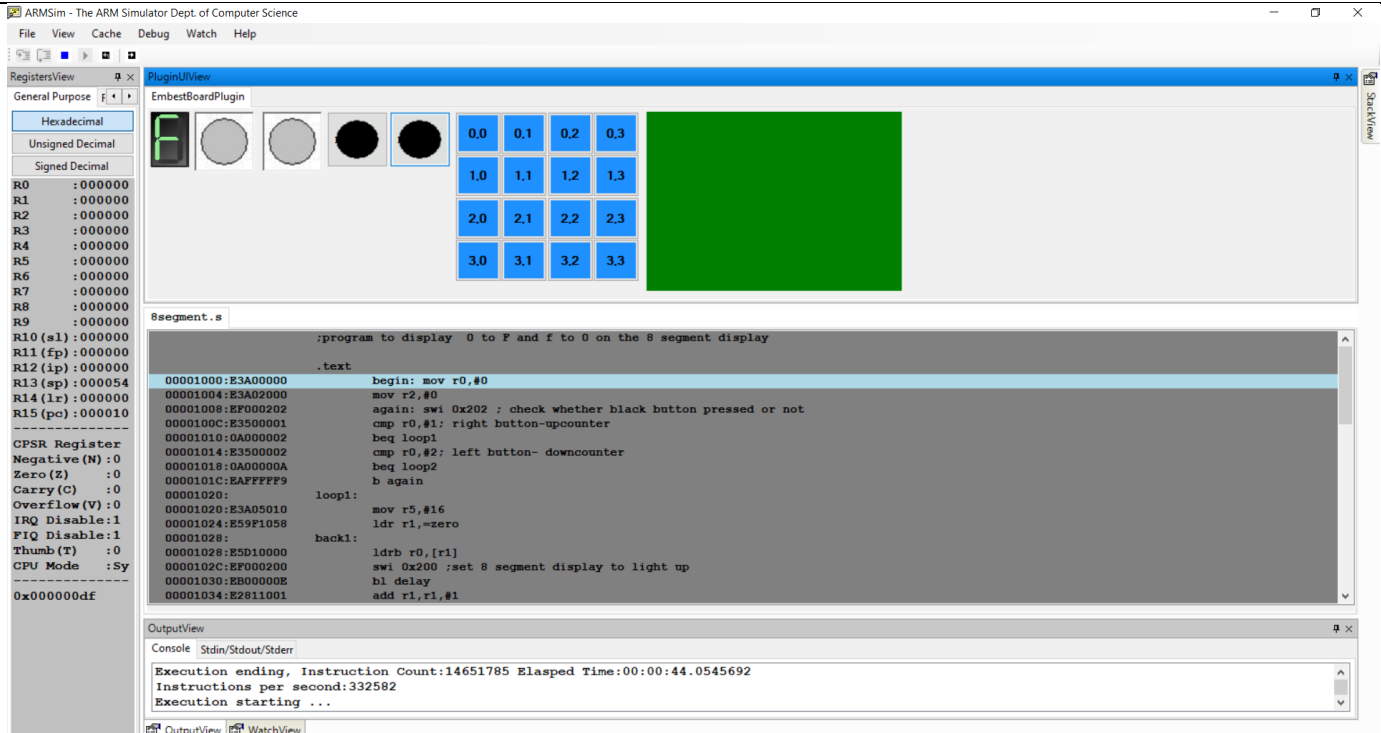 ARMSim - The ARM Simulator Dept. of Computer Science
File View Cache Debug Watch Help
RegistersView
General Purpose
Hexadecimal
Unsigned Decimal
Signed Decimal
R0 :000000
R1 :000000
R2 :000000
R3 :000000
R4 :000000
R5 :000000
R6 :000000
R7 :000000
R8 :000000
R9 :000000
R10(sl):000000
R11(fp):000000
R12(ip):000000
R13(sp):000054
R14(lr):000000
R15(pc):000010
--------------
CPSR Register
Negative(N):0
Zero(Z) :0
Carry(C) :0
Overflow(V):0
IRQ Disable:1
FIQ Disable:1
Thumb(T) :0
CPU Mode :Sy
--------------
0x000000df
PluginUIView
EmbestBoardPlugin
F
0,0 0,1 0,2 0,3
1,0 1,1 1,2 1,3
2,0 2,1 2,2 2,3
3,0 3,1 3,2 3,3
StackView
8segment.s
;program to display 0 to F and f to 0 on the 8 segment display
.text
00001000:E3A00000 begin: mov r0,#0
00001004:E3A02000 mov r2,#0
00001008:EF000202 again: swi 0x202 ; check whether black button pressed or not
0000100C:E3500001 cmp r0,#1; right button-upcounter
00001010:0A000002 beq loop1
00001014:E3500002 cmp r0,#2; left button- downcounter
00001018:0A00000A beq loop2
0000101C:EAFFFFF9 b again
00001020: loop1:
00001020:E3A05010 mov r5,#16
00001024:E59F1058 ldr r1,=zero
00001028: back1:
00001028:E5D10000 ldrb r0,[r1]
0000102C:EF000200 swi 0x200 ;set 8 segment display to light up
00001030:EB00000E bl delay
00001034:E2811001 add r1,r1,#1
OutputView
Console Stdin/Stdout/Stderr
Execution ending, Instruction Count:14651785 Elasped Time:00:00:44.0545692
Instructions per second:332582
Execution starting ...
OutputView WatchView